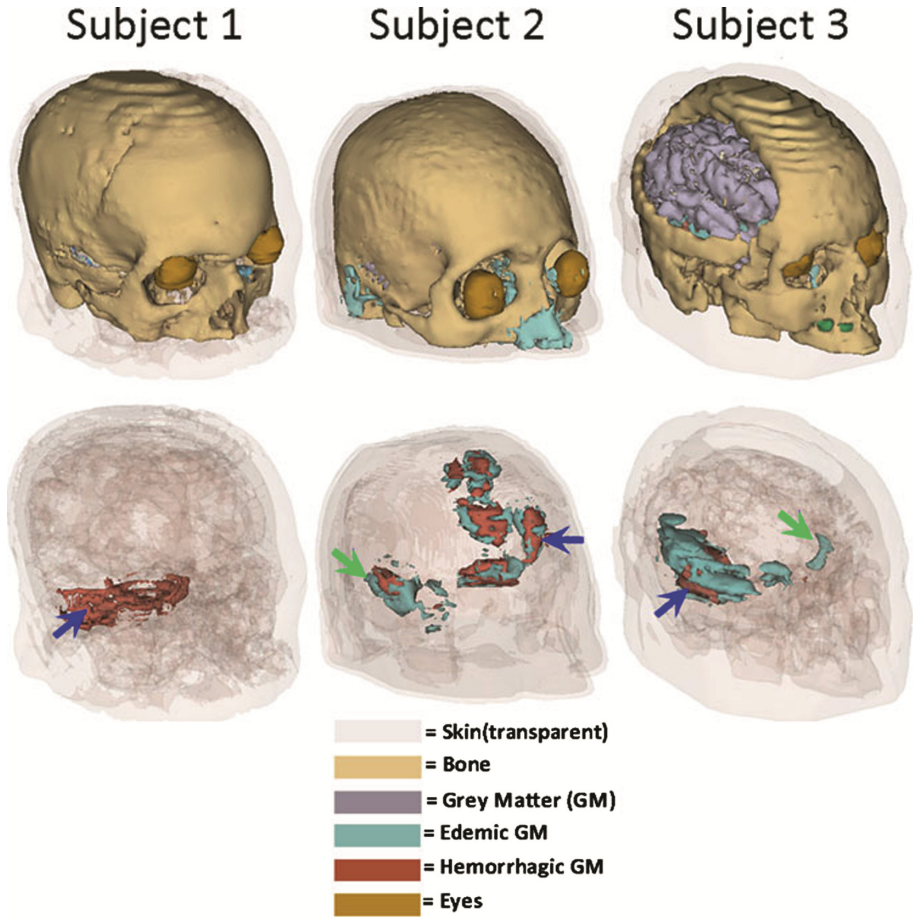 Subject 1
Subject 2
Subject 3
= Skin(transparent)
= Bone
= Grey Matter (GM)
= Edemic GM
= Hemorrhagic GM
= Eyes